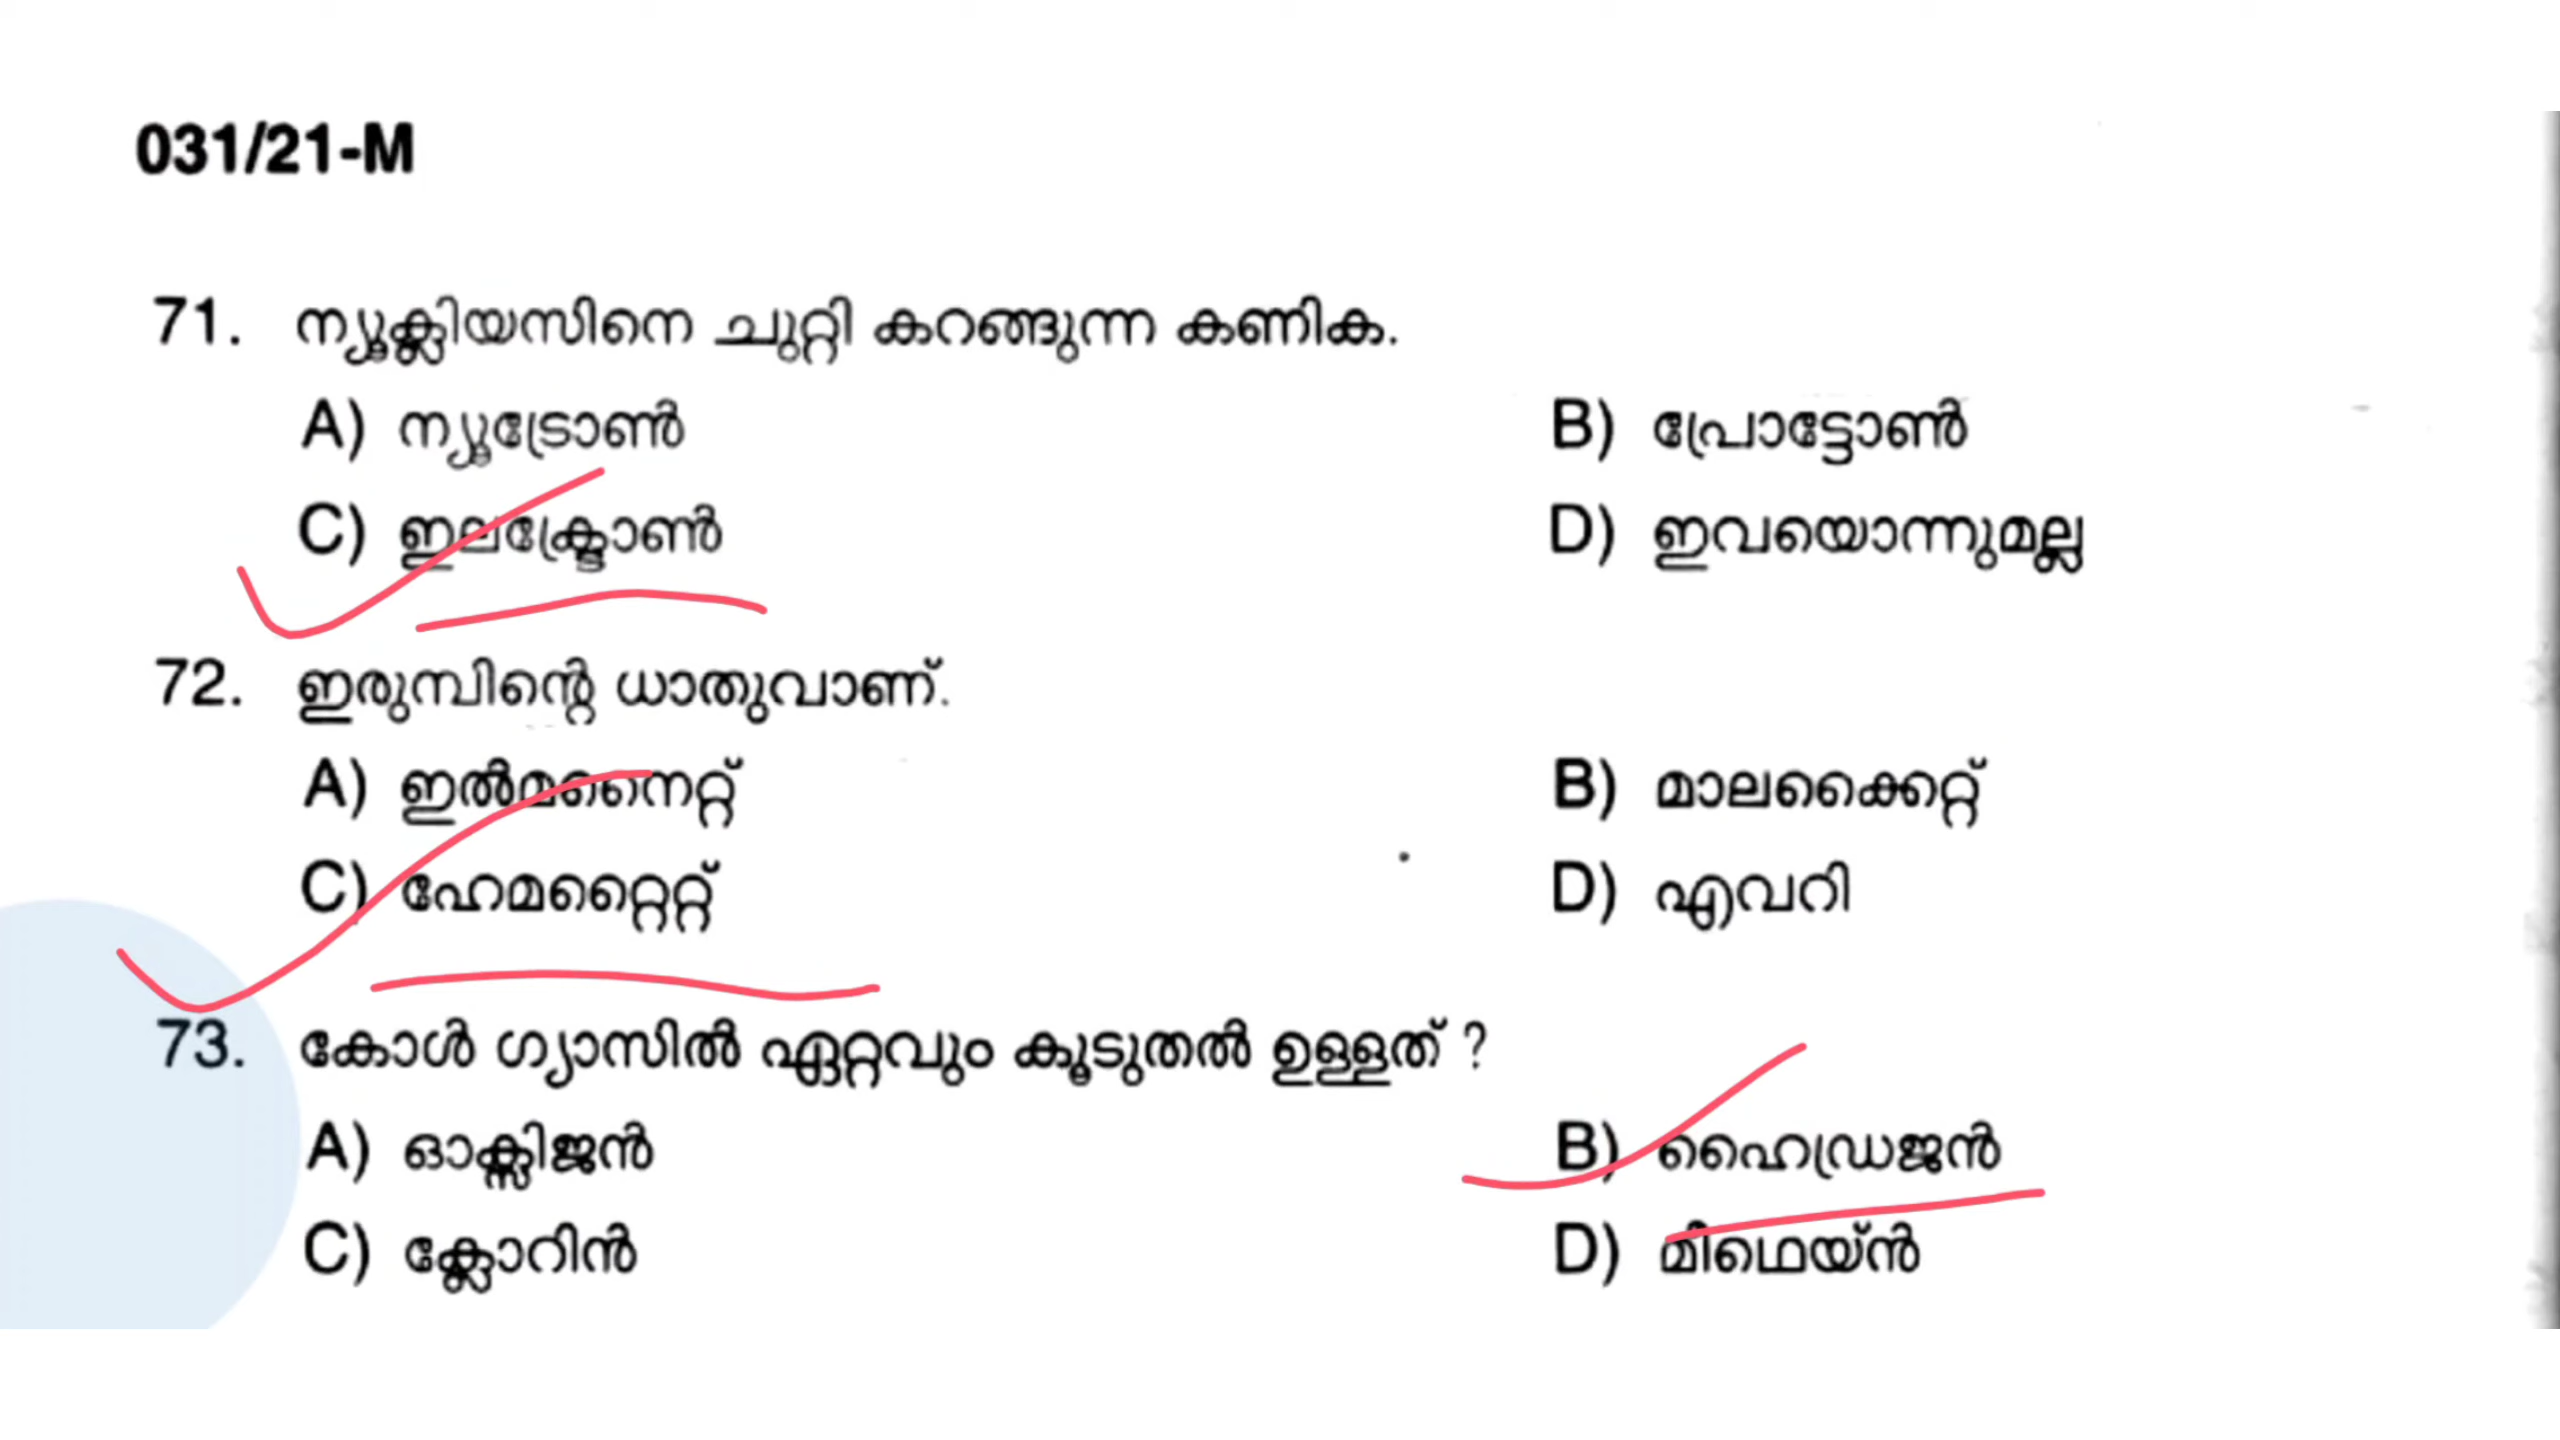 031/21-M
71. ന്യൂക്ലിയസിനെ ചുറ്റി കറങ്ങുന്ന കണിക.
A) ന്യൂട്രോൺ B) പ്രോട്ടോൺ
C) ഇലക്ട്രോൺ D) ഇവയൊന്നുമല്ല
72. ഇരുമ്പിന്റെ ധാതുവാണ്.
A) ഇൽമനൈറ്റ് B) മാലക്കൈറ്റ്
C) ഹേമറ്റൈറ്റ് D) എവറി
73. കോൾ ഗ്യാസിൽ ഏറ്റവും കൂടുതൽ ഉള്ളത് ?
A) ഓക്സിജൻ B) ഹൈഡ്രജൻ
C) ക്ലോറിൻ D) മീഥെയ്ൻ